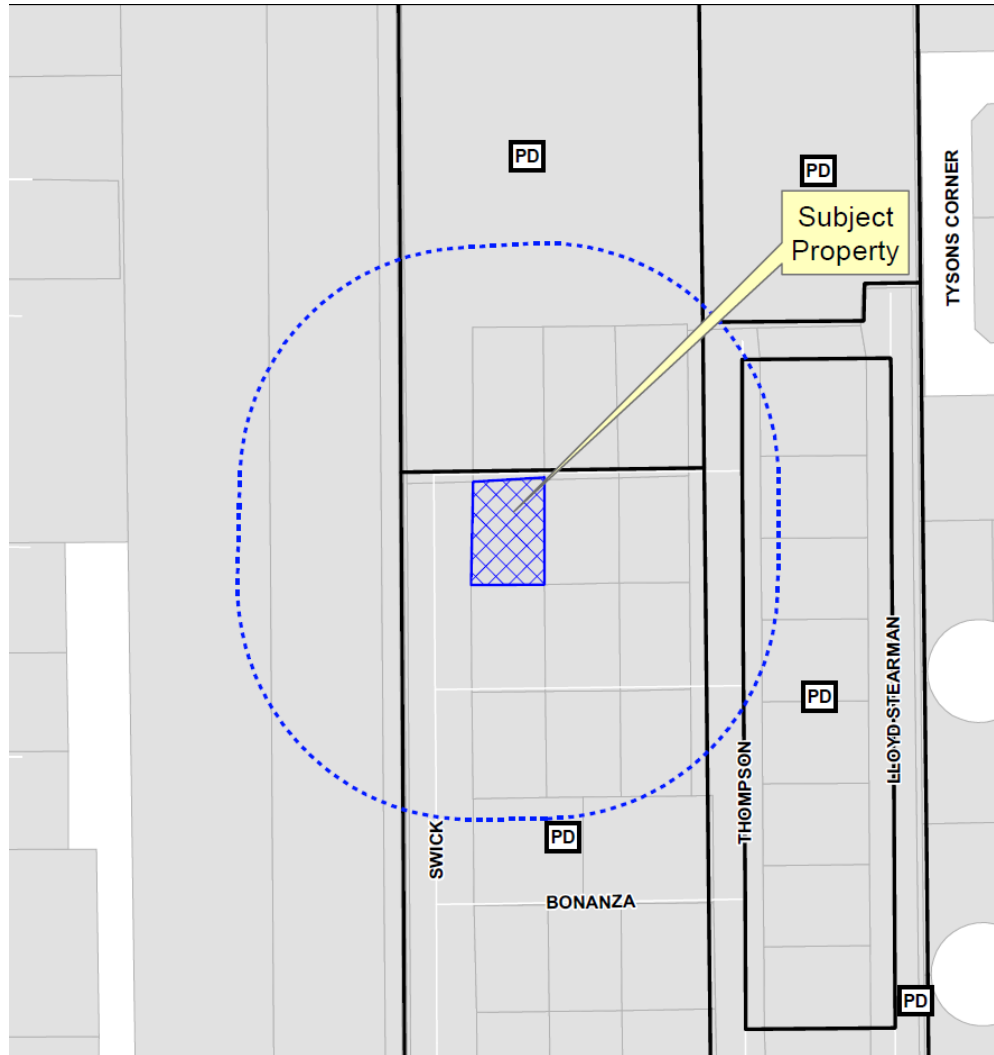 PD
PD
Subject
Property
TYSONS CORNER
PD
LLOYD STEARMAN
THOMPSON
SWICK
PD
BONANZA
PD